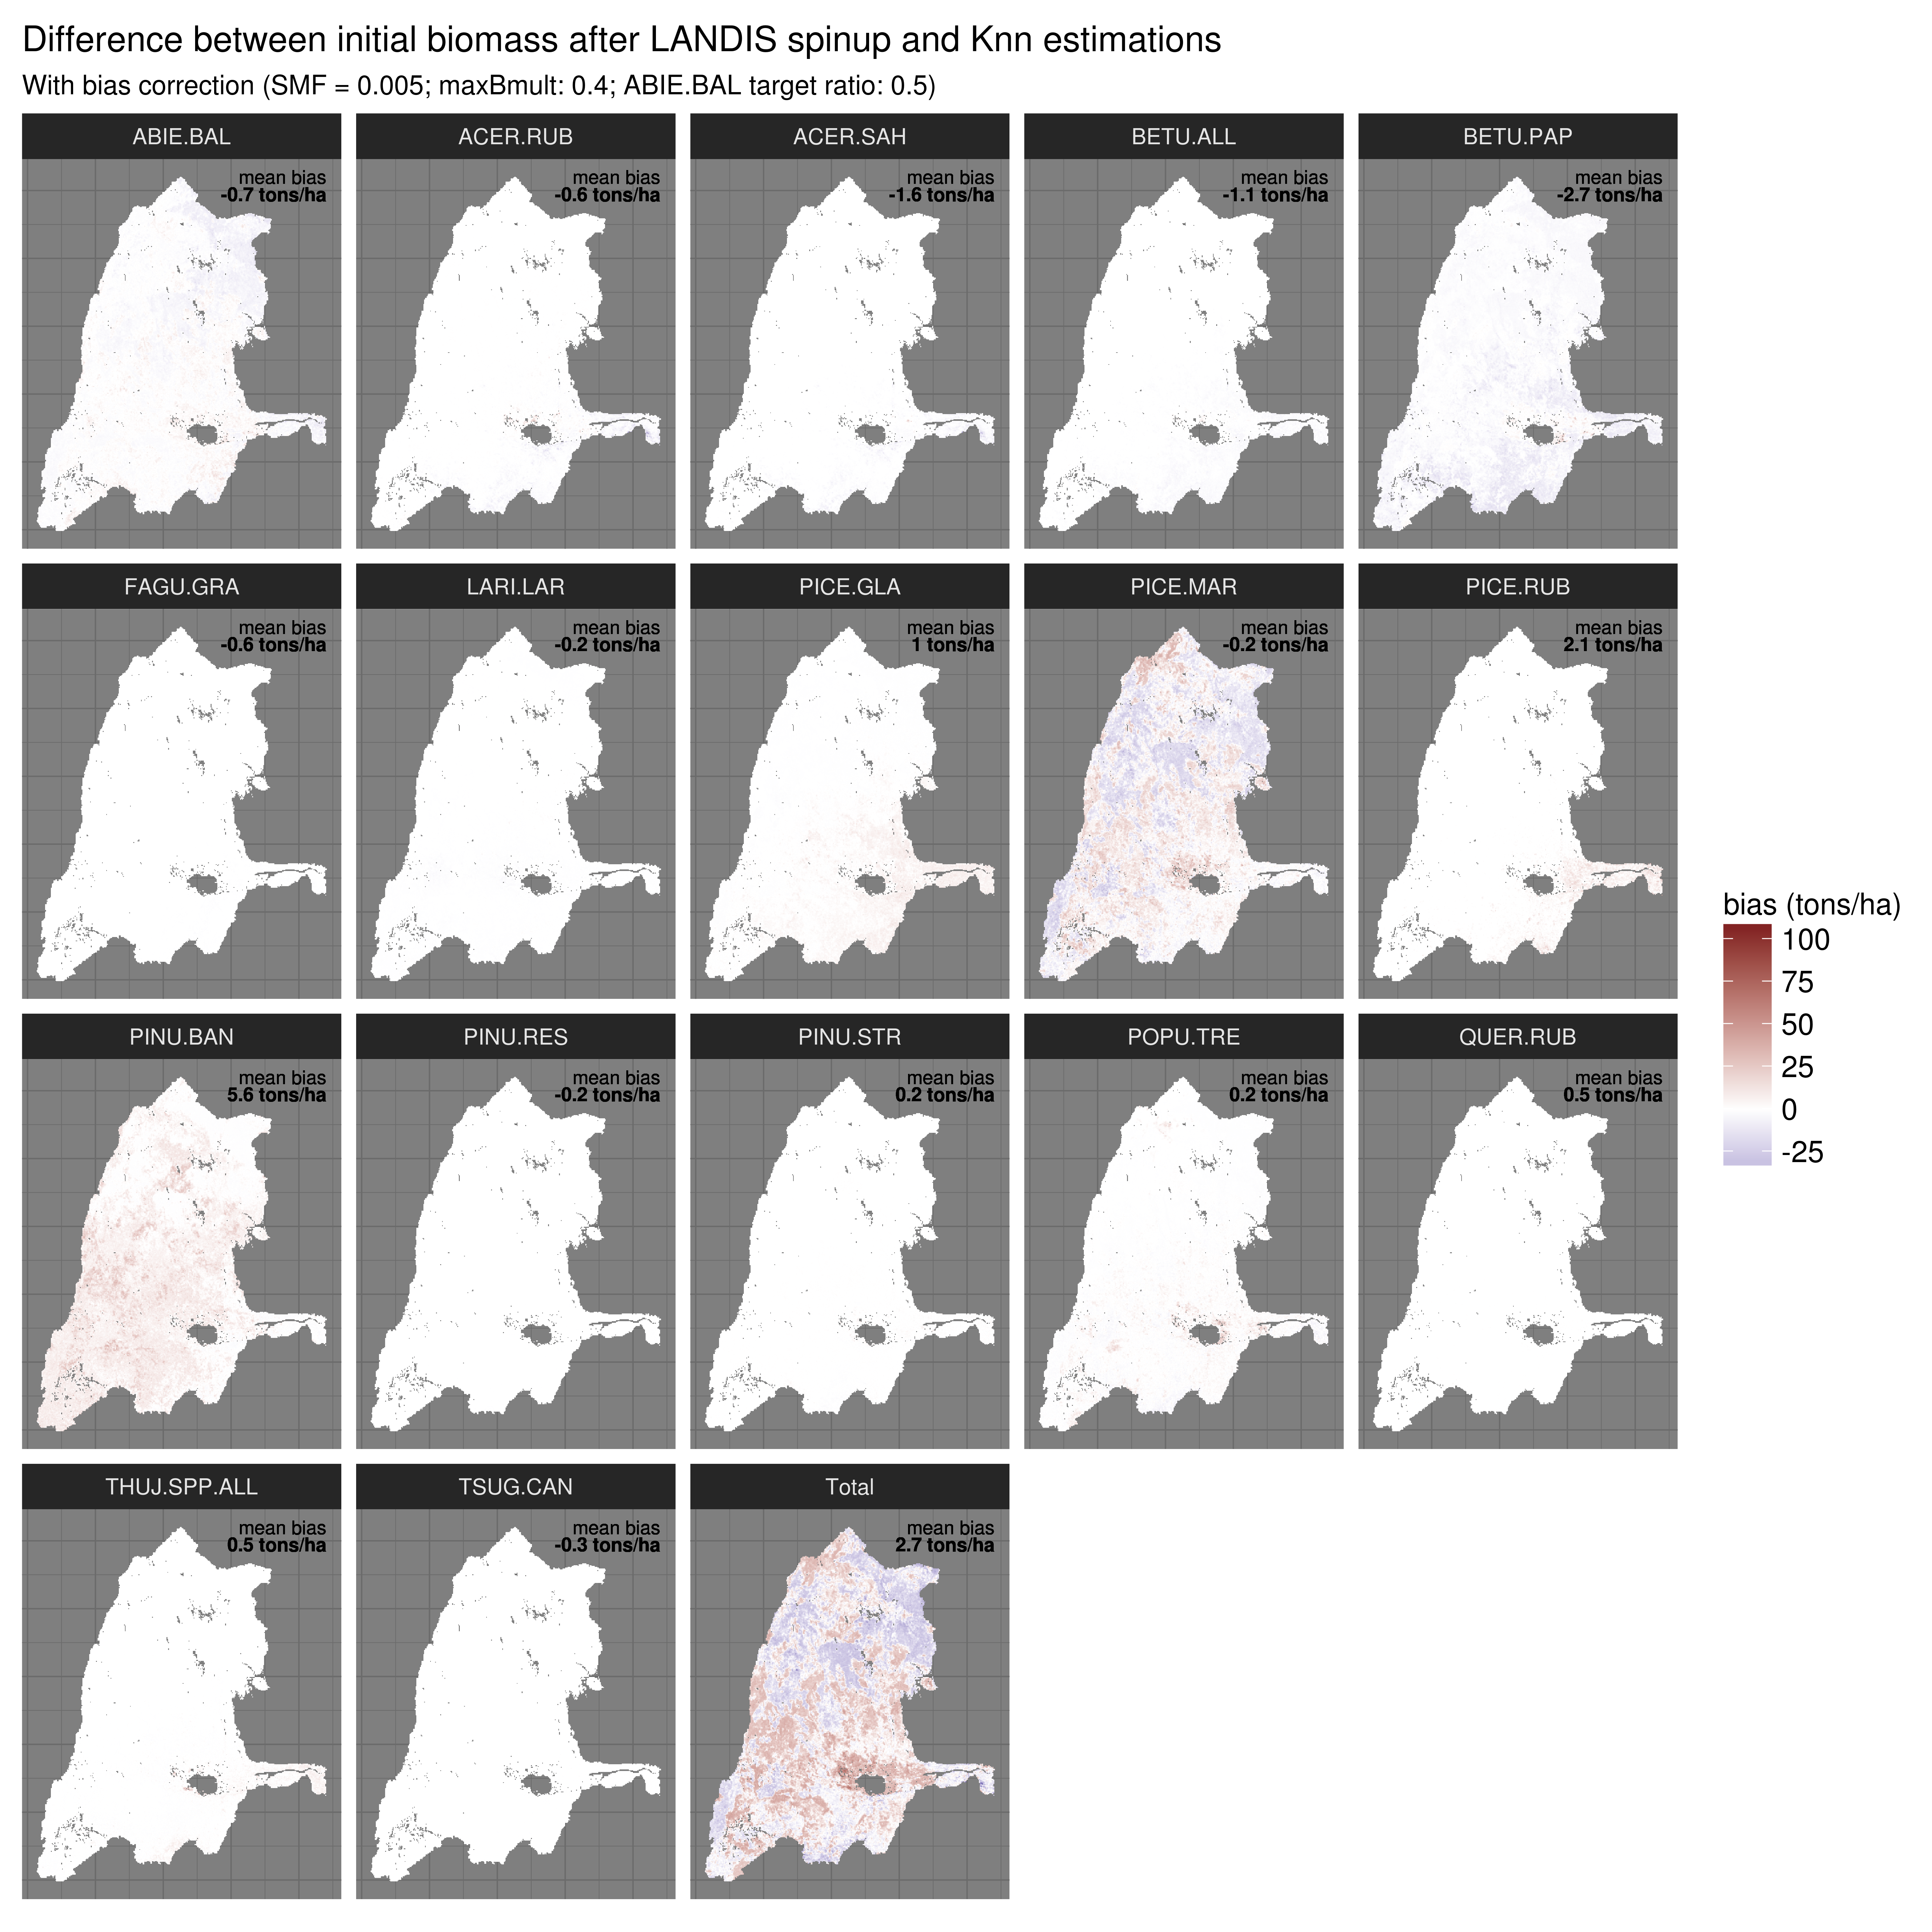 Difference between initial biomass after LANDIS spinup and Knn estimations
With bias correction (SMF = 0.005; maxBmult: 0.4; ABIE.BAL target ratio: 0.5)
ABIE.BAL
mean bias
-0.7 tons/ha
ACER.RUB
mean bias
-0.6 tons/ha
ACER.SAH
mean bias
-1.6 tons/ha
BETU.ALL
mean bias
-1.1 tons/ha
BETU.PAP
mean bias
-2.7 tons/ha
FAGU.GRA
mean bias
-0.6 tons/ha
LARI.LAR
mean bias
-0.2 tons/ha
PICE.GLA
mean bias
1 tons/ha
PICE.MAR
mean bias
-0.2 tons/ha
PICE.RUB
mean bias
2.1 tons/ha
PINU.BAN
mean bias
5.6 tons/ha
PINU.RES
mean bias
-0.2 tons/ha
PINU.STR
mean bias
0.2 tons/ha
POPU.TRE
mean bias
0.2 tons/ha
QUER.RUB
mean bias
0.5 tons/ha
THUJ.SPP.ALL
mean bias
0.5 tons/ha
TSUG.CAN
mean bias
-0.3 tons/ha
Total
mean bias
2.7 tons/ha
bias (tons/ha)
100
75
50
25
0
-25